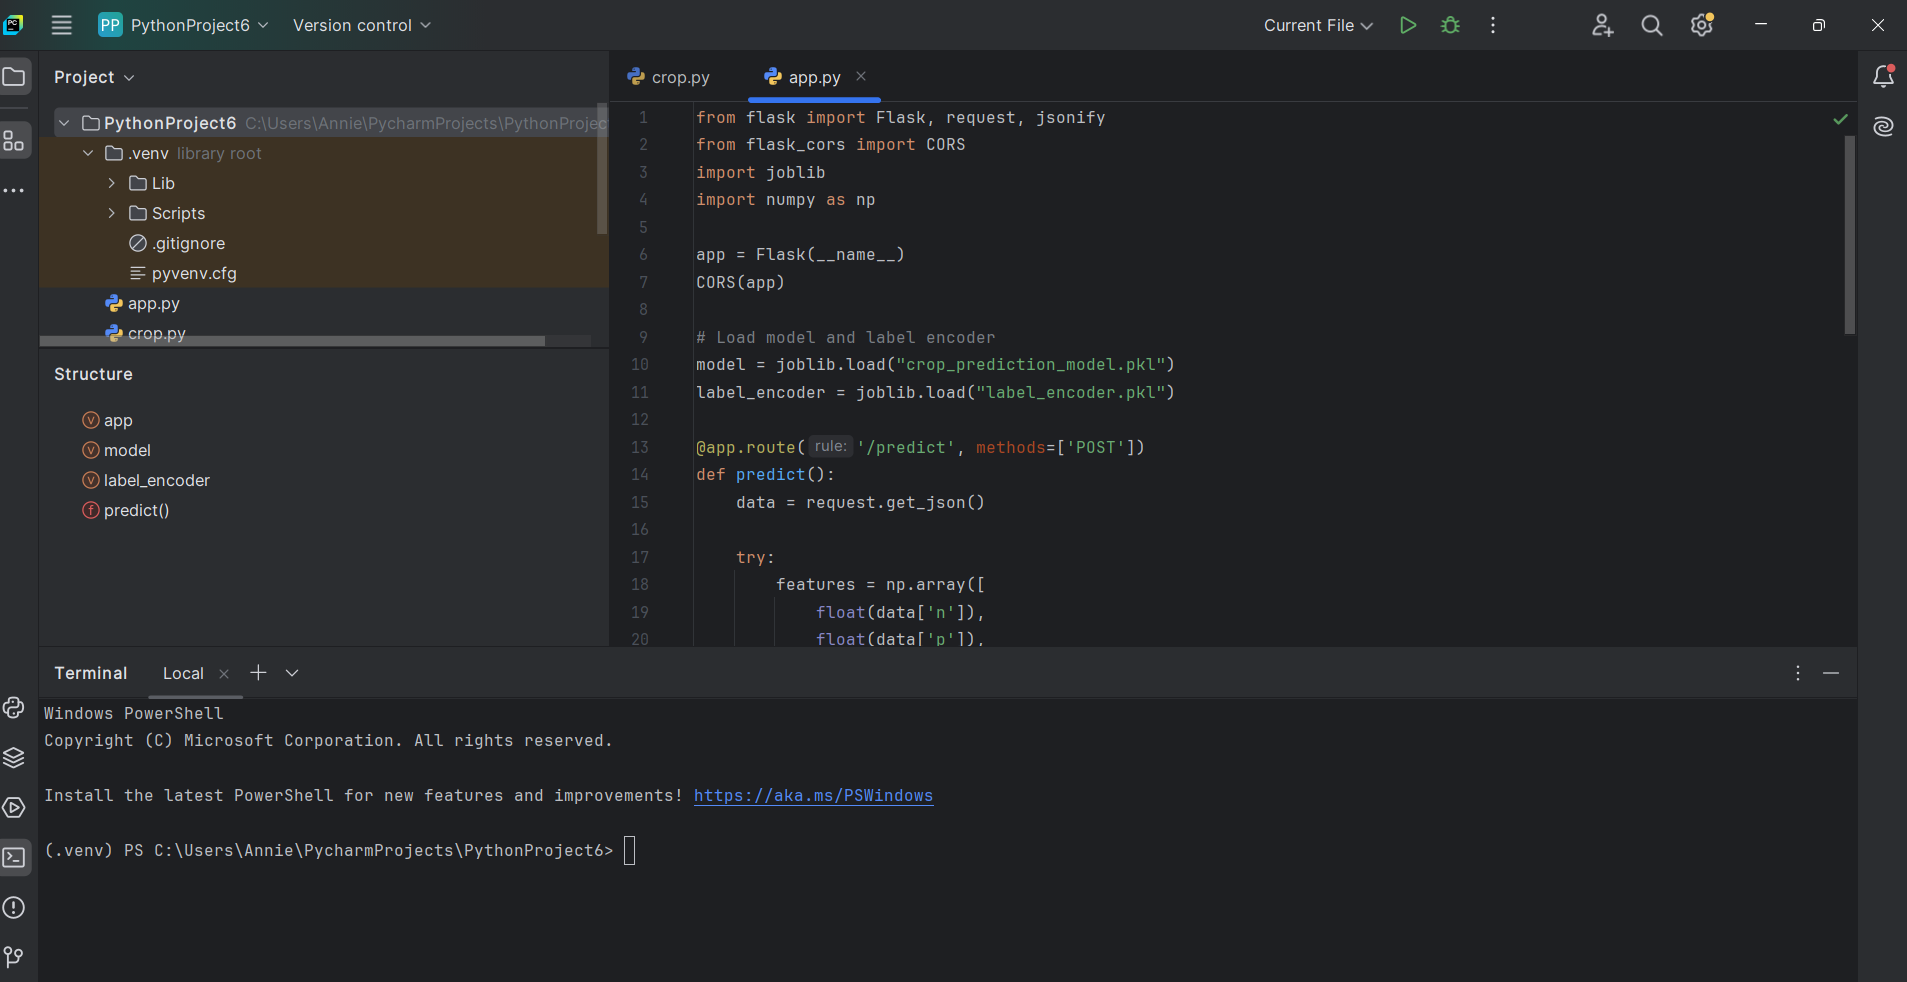 PP PythonProject6 Version control Current File
Project
PythonProject6 C:\Users\Annie\PycharmProjects\PythonProjec
.venv library root
Lib
Scripts
.gitignore
pyvenv.cfg
app.py
crop.py
Structure
app
model
label_encoder
predict()
crop.py app.py
1 from flask import Flask, request, jsonify
2 from flask_cors import CORS
3 import joblib
4 import numpy as np
5
6 app = Flask(__name__)
7 CORS(app)
8
9 # Load model and label encoder
10 model = joblib.load("crop_prediction_model.pkl")
11 label_encoder = joblib.load("label_encoder.pkl")
12
13 @app.route( rule: '/predict', methods=['POST'])
14 def predict():
15 data = request.get_json()
16
17 try:
18 features = np.array([
19 float(data['n']),
20 float(data['p']),
Terminal Local
Windows PowerShell
Copyright (C) Microsoft Corporation. All rights reserved.
Install the latest PowerShell for new features and improvements! https://aka.ms/PSWindows
(.venv) PS C:\Users\Annie\PycharmProjects\PythonProject6>